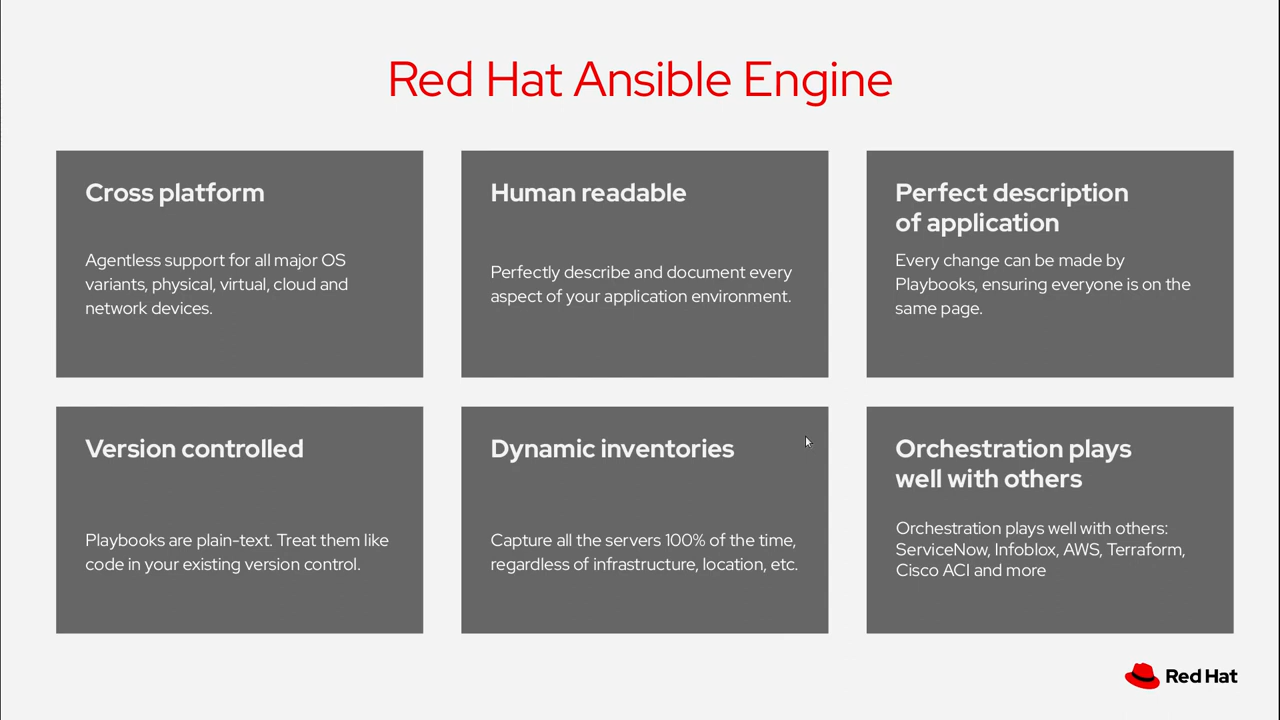 Red Hat Ansible Engine
Cross platform
Agentless support for all major OS
variants, physical, virtual, cloud and
network devices.
Human readable
Perfectly describe and document every
aspect of your application environment.
Perfect description
of application
Every change can be made by
Playbooks, ensuring everyone is on the
same page.
Version controlled
Playbooks are plain-text. Treat them like
code in your existing version control.
Dynamic inventories
Capture all the servers 100% of the time,
regardless of infrastructure, location, etc.
Orchestration plays
well with others
Orchestration plays well with others:
ServiceNow, Infoblox, AWS, Terraform,
Cisco ACI and more
Red Hat